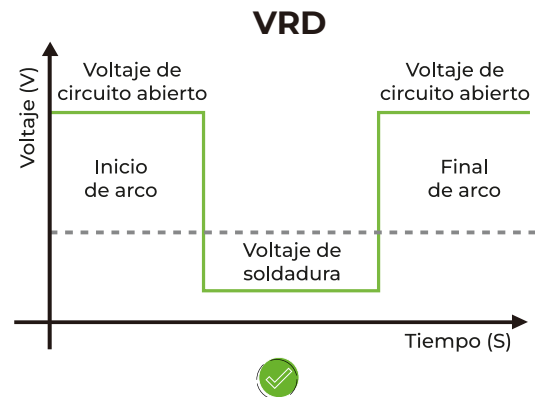 VRD
Voltaje (V)
Voltaje de
circuito abierto
Voltaje de
circuito abierto
Inicio
de arco
Final
de arco
Voltaje de
soldadura
Tiempo (S)